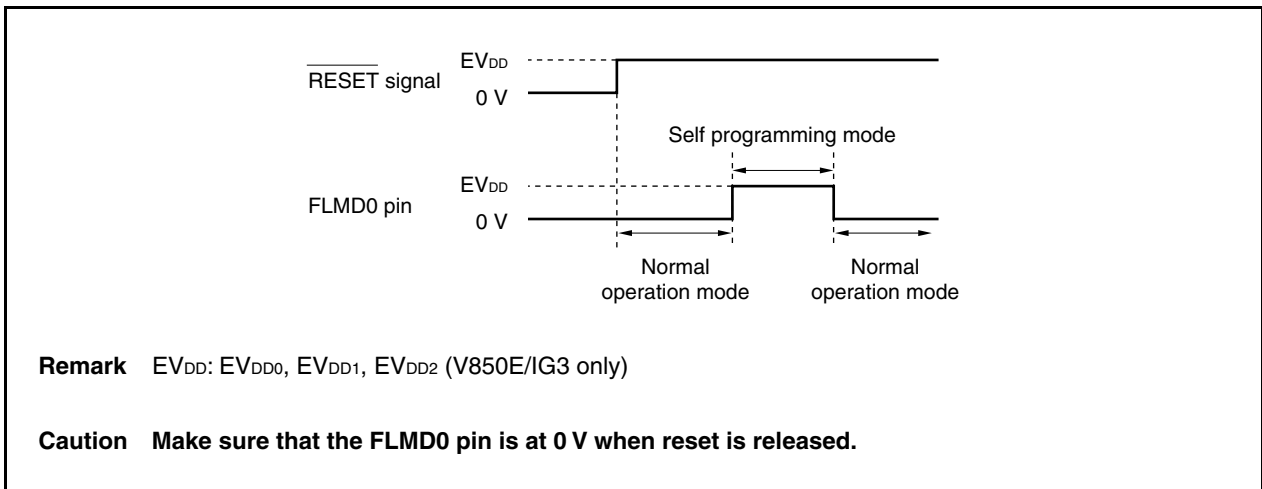 RESET signal
EVDD
0 V
Self programming mode
FLMD0 pin
EVDD
0 V
Normal
operation mode
Normal
operation mode
Remark EVDD: EVDD0, EVDD1, EVDD2 (V850E/IG3 only)
Caution Make sure that the FLMD0 pin is at 0 V when reset is released.